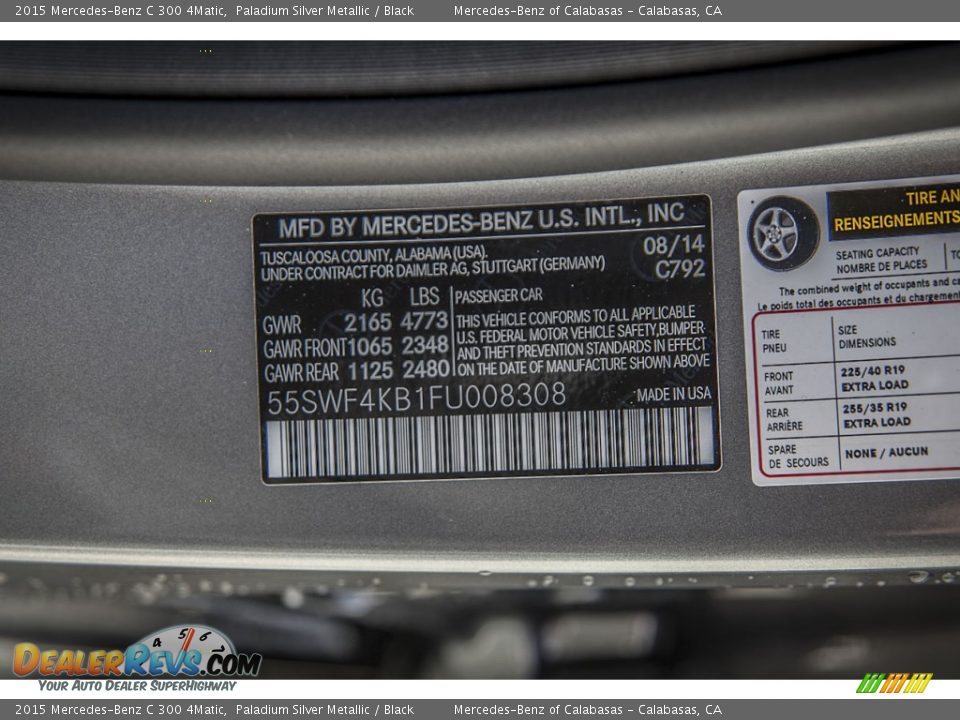 2015 Mercedes-Benz C 300 4Matic,  Paladium Silver Metallic / Black        Mercedes-Benz of Calabasas - Calabasas, CA
MFD BY MERCEDES-BENZ U.S. INTL., INC
TUSCALOOSA COUNTY, ALABAMA (USA).
UNDER CONTRACT FOR DAIMLER AG, STUTTGART (GERMANY)
08/14
C792
KG LBS
GVWR 2165 4773
GAWR FRONT 1065 2348
GAWR REAR 1125 2480
PASSENGER CAR
THIS VEHICLE CONFORMS TO ALL APPLICABLE
U.S. FEDERAL MOTOR VEHICLE SAFETY, BUMPER-
AND THEFT PREVENTION STANDARDS IN EFFECT
ON THE DATE OF MANUFACTURE SHOWN ABOVE
55SWF4KB1FU008308
MADE IN USA
TIRE AN
RENSEIGNEMENTS
SEATING CAPACITY
NOMBRE DE PLACES
TO
The combined weight of occupants and ca
Le poids total des occupants et du chargement
TIRE
PNEU
SIZE
DIMENSIONS
FRONT
AVANT
225/40 R19
EXTRA LOAD
REAR
ARRIÈRE
255/35 R19
EXTRA LOAD
SPARE
DE SECOURS
NONE / AUCUN
4 5 6 7
DEALERREVS.COM
YOUR AUTO DEALER SUPERHIGHWAY
2015 Mercedes-Benz C 300 4Matic,  Paladium Silver Metallic / Black        Mercedes-Benz of Calabasas - Calabasas, CA